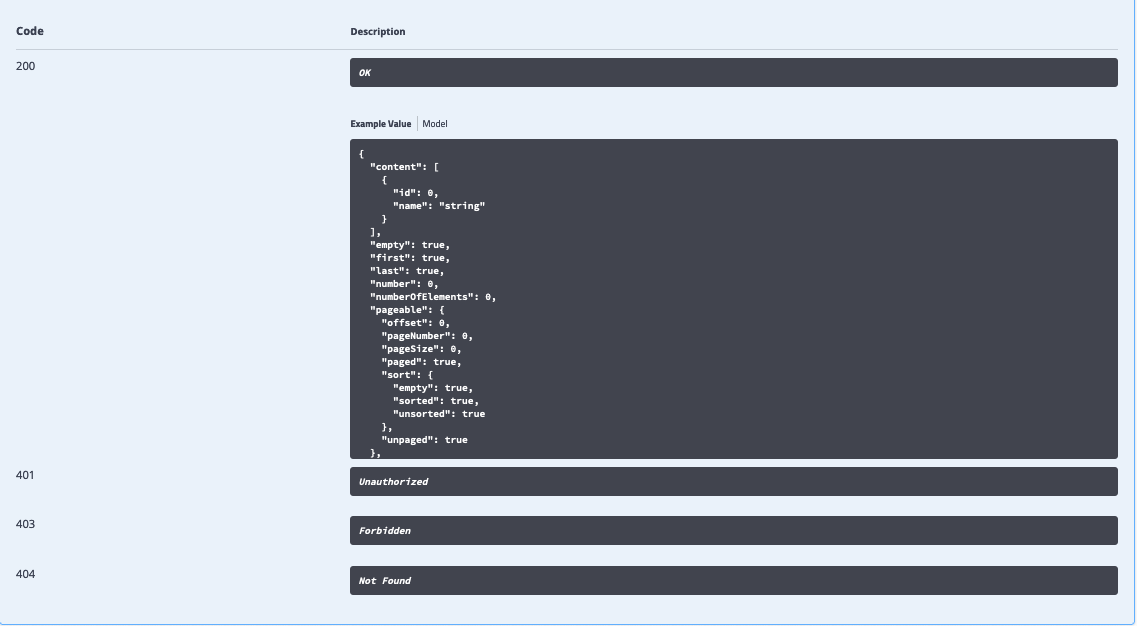 Code Description
200 OK
Example Value Model
{
  "content": [
    {
      "id": 0,
      "name": "string"
    }
  ],
  "empty": true,
  "first": true,
  "last": true,
  "number": 0,
  "numberOfElements": 0,
  "pageable": {
    "offset": 0,
    "pageNumber": 0,
    "pageSize": 0,
    "paged": true,
    "sort": {
      "empty": true,
      "sorted": true,
      "unsorted": true
    },
    "unpaged": true
  },
401 Unauthorized
403 Forbidden
404 Not Found